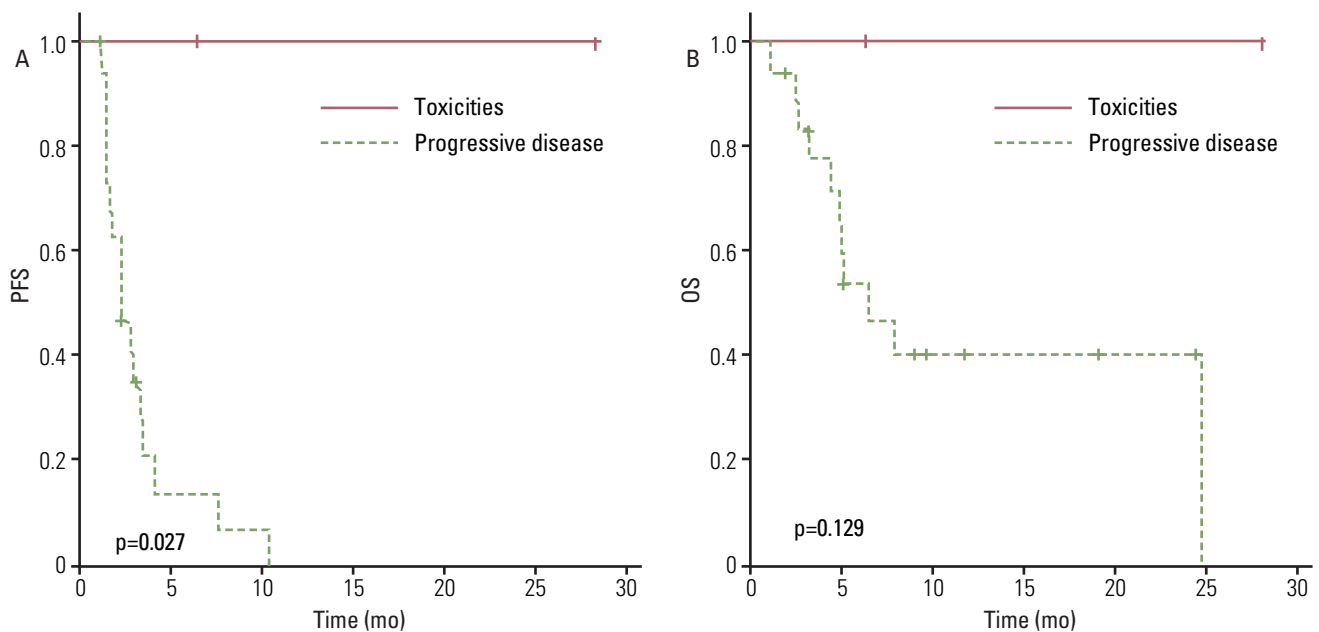 A
1.0
0.8
0.6
0.4
0.2
0
PFS
Toxicities
Progressive disease
p=0.027
0 5 10 15 20 25 30
Time (mo)
B
1.0
0.8
0.6
0.4
0.2
0
OS
Toxicities
Progressive disease
p=0.129
0 5 10 15 20 25 30
Time (mo)